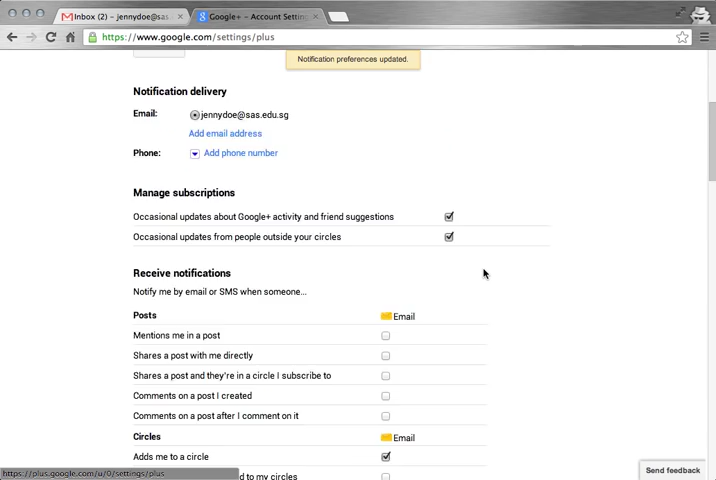 Inbox (2) – jennydoe@sas
Google+ – Account Settin
https://www.google.com/settings/plus
Notification preferences updated.
Notification delivery
Email:
jennydoe@sas.edu.sg
Add email address
Phone:
Add phone number
Manage subscriptions
Occasional updates about Google+ activity and friend suggestions
Occasional updates from people outside your circles
Receive notifications
Notify me by email or SMS when someone...
Posts
Email
Mentions me in a post
Shares a post with me directly
Shares a post and they're in a circle I subscribe to
Comments on a post I created
Comments on a post after I comment on it
Circles
Email
Adds me to a circle
https://plus.google.com/u/0/settings/plus
d to my circles
Send feedback